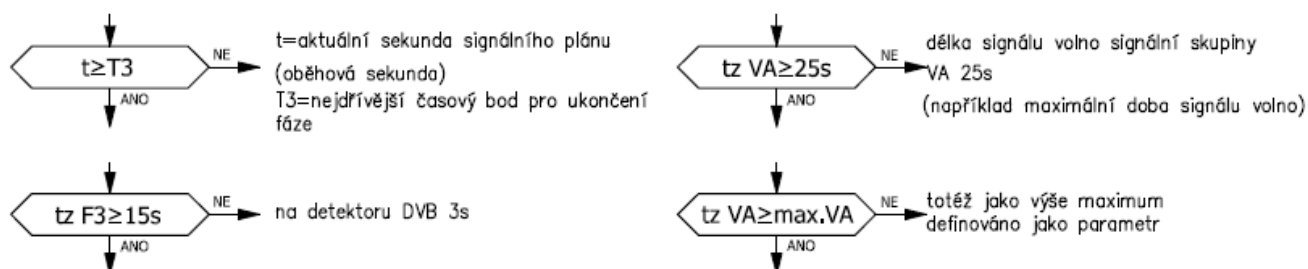 t≥T3
NE
ANO
t=aktuální sekunda signálního plánu
(oběhová sekunda)
T3=nejdřívější časový bod pro ukončení
fáze
tz VA≥25s
NE
ANO
délka signálu volno signální skupiny
VA 25s
(například maximální doba signálu volno)
tz F3≥15s
NE
ANO
na detektoru DVB 3s
tz VA≥max.VA
NE
ANO
totéž jako výše maximum
definováno jako parametr